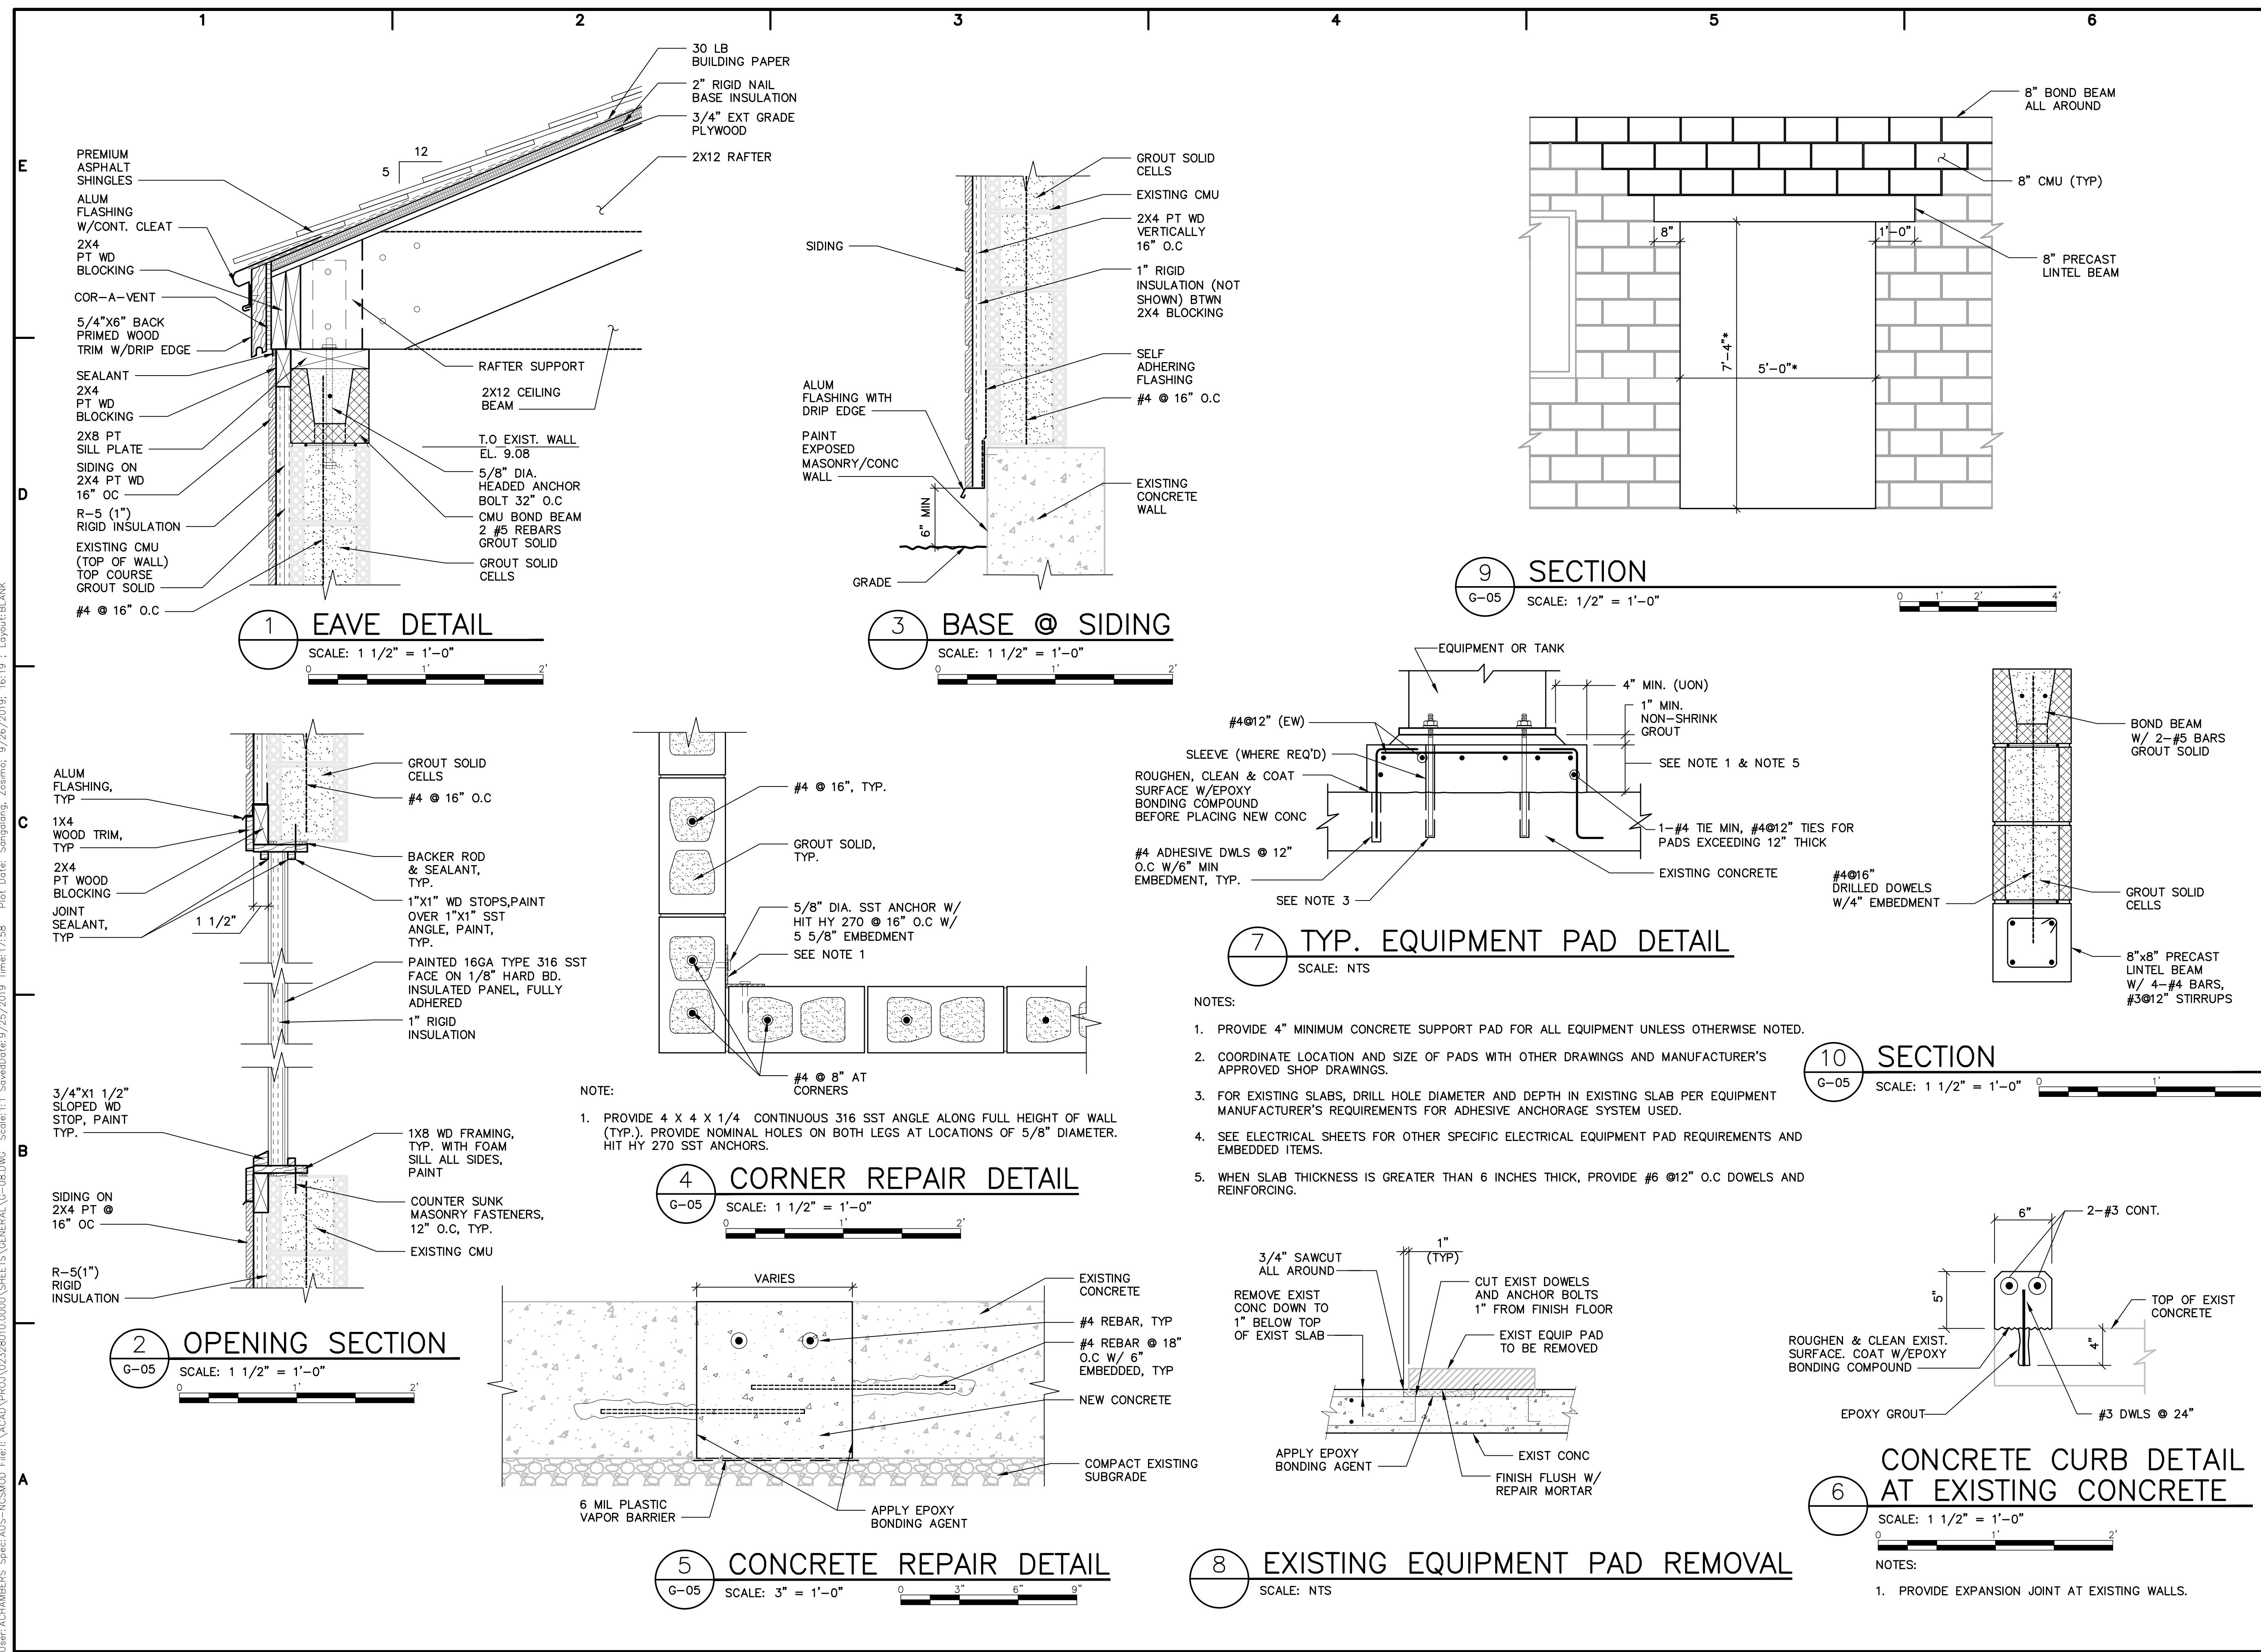 1
2
3
4
5
6
E
D
C
B
A
30 LB
BUILDING PAPER
2” RIGID NAIL
BASE INSULATION
3/4” EXT GRADE
PLYWOOD
2X12 RAFTER
12
5
PREMIUM
ASPHALT
SHINGLES
ALUM
FLASHING
W/CONT. CLEAT
2X4
PT WD
BLOCKING
COR-A-VENT
5/4”X6” BACK
PRIMED WOOD
TRIM W/DRIP EDGE
SEALANT
2X4
PT WD
BLOCKING
2X8 PT
SILL PLATE
SIDING ON
2X4 PT WD
16” OC
R-5 (1”)
RIGID INSULATION
EXISTING CMU
(TOP OF WALL)
TOP COURSE
GROUT SOLID
#4 @ 16” O.C
RAFTER SUPPORT
2X12 CEILING
BEAM
T.O EXIST. WALL
EL. 9.08
5/8” DIA.
HEADED ANCHOR
BOLT 32” O.C
CMU BOND BEAM
2 #5 REBARS
GROUT SOLID
GROUT SOLID
CELLS
1
EAVE DETAIL
SCALE: 1 1/2” = 1'-0”
0
1'
2'
GROUT SOLID
CELLS
EXISTING CMU
2X4 PT WD
VERTICALLY
16” O.C
1” RIGID
INSULATION (NOT
SHOWN) BTWN
2X4 BLOCKING
SELF
ADHERING
FLASHING
#4 @ 16” O.C
EXISTING
CONCRETE
WALL
SIDING
ALUM
FLASHING WITH
DRIP EDGE
PAINT
EXPOSED
MASONRY/CONC
WALL
6” MIN
GRADE
3
BASE @ SIDING
SCALE: 1 1/2” = 1'-0”
0
1'
2'
8” BOND BEAM
ALL AROUND
8” CMU (TYP)
8” PRECAST
LINTEL BEAM
8”
1'-0”
7'-4”*
5'-0”*
9
G-05
SECTION
SCALE: 1/2” = 1'-0”
0
1'
2'
4'
ALUM
FLASHING,
TYP
1X4
WOOD TRIM,
TYP
2X4
PT WOOD
BLOCKING
JOINT
SEALANT,
TYP
1 1/2”
3/4”X1 1/2”
SLOPED WD
STOP, PAINT
TYP.
SIDING ON
2X4 PT @
16” OC
R-5(1”)
RIGID
INSULATION
GROUT SOLID
CELLS
#4 @ 16” O.C
BACKER ROD
& SEALANT,
TYP.
1”X1” WD STOPS,PAINT
OVER 1”X1” SST
ANGLE, PAINT,
TYP.
PAINTED 16GA TYPE 316 SST
FACE ON 1/8” HARD BD.
INSULATED PANEL, FULLY
ADHERED
1” RIGID
INSULATION
1X8 WD FRAMING,
TYP. WITH FOAM
SILL ALL SIDES,
PAINT
COUNTER SUNK
MASONRY FASTENERS,
12” O.C, TYP.
EXISTING CMU
2
G-05
OPENING SECTION
SCALE: 1 1/2” = 1'-0”
0
1'
2'
#4 @ 16”, TYP.
GROUT SOLID,
TYP.
5/8” DIA. SST ANCHOR W/
HIT HY 270 @ 16” O.C W/
5 5/8” EMBEDMENT
SEE NOTE 1
#4 @ 8” AT
CORNERS
NOTE:
1. PROVIDE 4 X 4 X 1/4 CONTINUOUS 316 SST ANGLE ALONG FULL HEIGHT OF WALL
(TYP.). PROVIDE NOMINAL HOLES ON BOTH LEGS AT LOCATIONS OF 5/8” DIAMETER.
HIT HY 270 SST ANCHORS.
4
G-05
CORNER REPAIR DETAIL
SCALE: 1 1/2” = 1'-0”
0
1'
2'
VARIES
EXISTING
CONCRETE
#4 REBAR, TYP
#4 REBAR @ 18”
O.C W/ 6”
EMBEDDED, TYP
NEW CONCRETE
COMPACT EXISTING
SUBGRADE
6 MIL PLASTIC
VAPOR BARRIER
APPLY EPOXY
BONDING AGENT
5
G-05
CONCRETE REPAIR DETAIL
SCALE: 3” = 1'-0”
0
3”
6”
9”
EQUIPMENT OR TANK
4” MIN. (UON)
1” MIN.
NON-SHRINK
GROUT
SEE NOTE 1 & NOTE 5
#4@12” (EW)
SLEEVE (WHERE REQ'D)
ROUGHEN, CLEAN & COAT
SURFACE W/EPOXY
BONDING COMPOUND
BEFORE PLACING NEW CONC
#4 ADHESIVE DWLS @ 12”
O.C W/6” MIN
EMBEDMENT, TYP.
SEE NOTE 3
1-#4 TIE MIN, #4@12” TIES FOR
PADS EXCEEDING 12” THICK
EXISTING CONCRETE
7
TYP. EQUIPMENT PAD DETAIL
SCALE: NTS
NOTES:
1. PROVIDE 4” MINIMUM CONCRETE SUPPORT PAD FOR ALL EQUIPMENT UNLESS OTHERWISE NOTED.
2. COORDINATE LOCATION AND SIZE OF PADS WITH OTHER DRAWINGS AND MANUFACTURER'S
APPROVED SHOP DRAWINGS.
3. FOR EXISTING SLABS, DRILL HOLE DIAMETER AND DEPTH IN EXISTING SLAB PER EQUIPMENT
MANUFACTURER'S REQUIREMENTS FOR ADHESIVE ANCHORAGE SYSTEM USED.
4. SEE ELECTRICAL SHEETS FOR OTHER SPECIFIC ELECTRICAL EQUIPMENT PAD REQUIREMENTS AND
EMBEDDED ITEMS.
5. WHEN SLAB THICKNESS IS GREATER THAN 6 INCHES THICK, PROVIDE #6 @12” O.C DOWELS AND
REINFORCING.
BOND BEAM
W/ 2-#5 BARS
GROUT SOLID
#4@16”
DRILLED DOWELS
W/4” EMBEDMENT
GROUT SOLID
CELLS
8”x8” PRECAST
LINTEL BEAM
W/ 4-#4 BARS,
#3@12” STIRRUPS
10
G-05
SECTION
SCALE: 1 1/2” = 1'-0”
0
1'
3/4” SAWCUT
ALL AROUND
1”
(TYP)
REMOVE EXIST
CONC DOWN TO
1” BELOW TOP
OF EXIST SLAB
CUT EXIST DOWELS
AND ANCHOR BOLTS
1” FROM FINISH FLOOR
EXIST EQUIP PAD
TO BE REMOVED
APPLY EPOXY
BONDING AGENT
EXIST CONC
FINISH FLUSH W/
REPAIR MORTAR
8
EXISTING EQUIPMENT PAD REMOVAL
SCALE: NTS
6”
2-#3 CONT.
5”
TOP OF EXIST
CONCRETE
ROUGHEN & CLEAN EXIST.
SURFACE. COAT W/EPOXY
BONDING COMPOUND
4”
EPOXY GROUT
#3 DWLS @ 24”
6
CONCRETE CURB DETAIL
AT EXISTING CONCRETE
SCALE: 1 1/2” = 1'-0”
0
1'
2'
NOTES:
1. PROVIDE EXPANSION JOINT AT EXISTING WALLS.